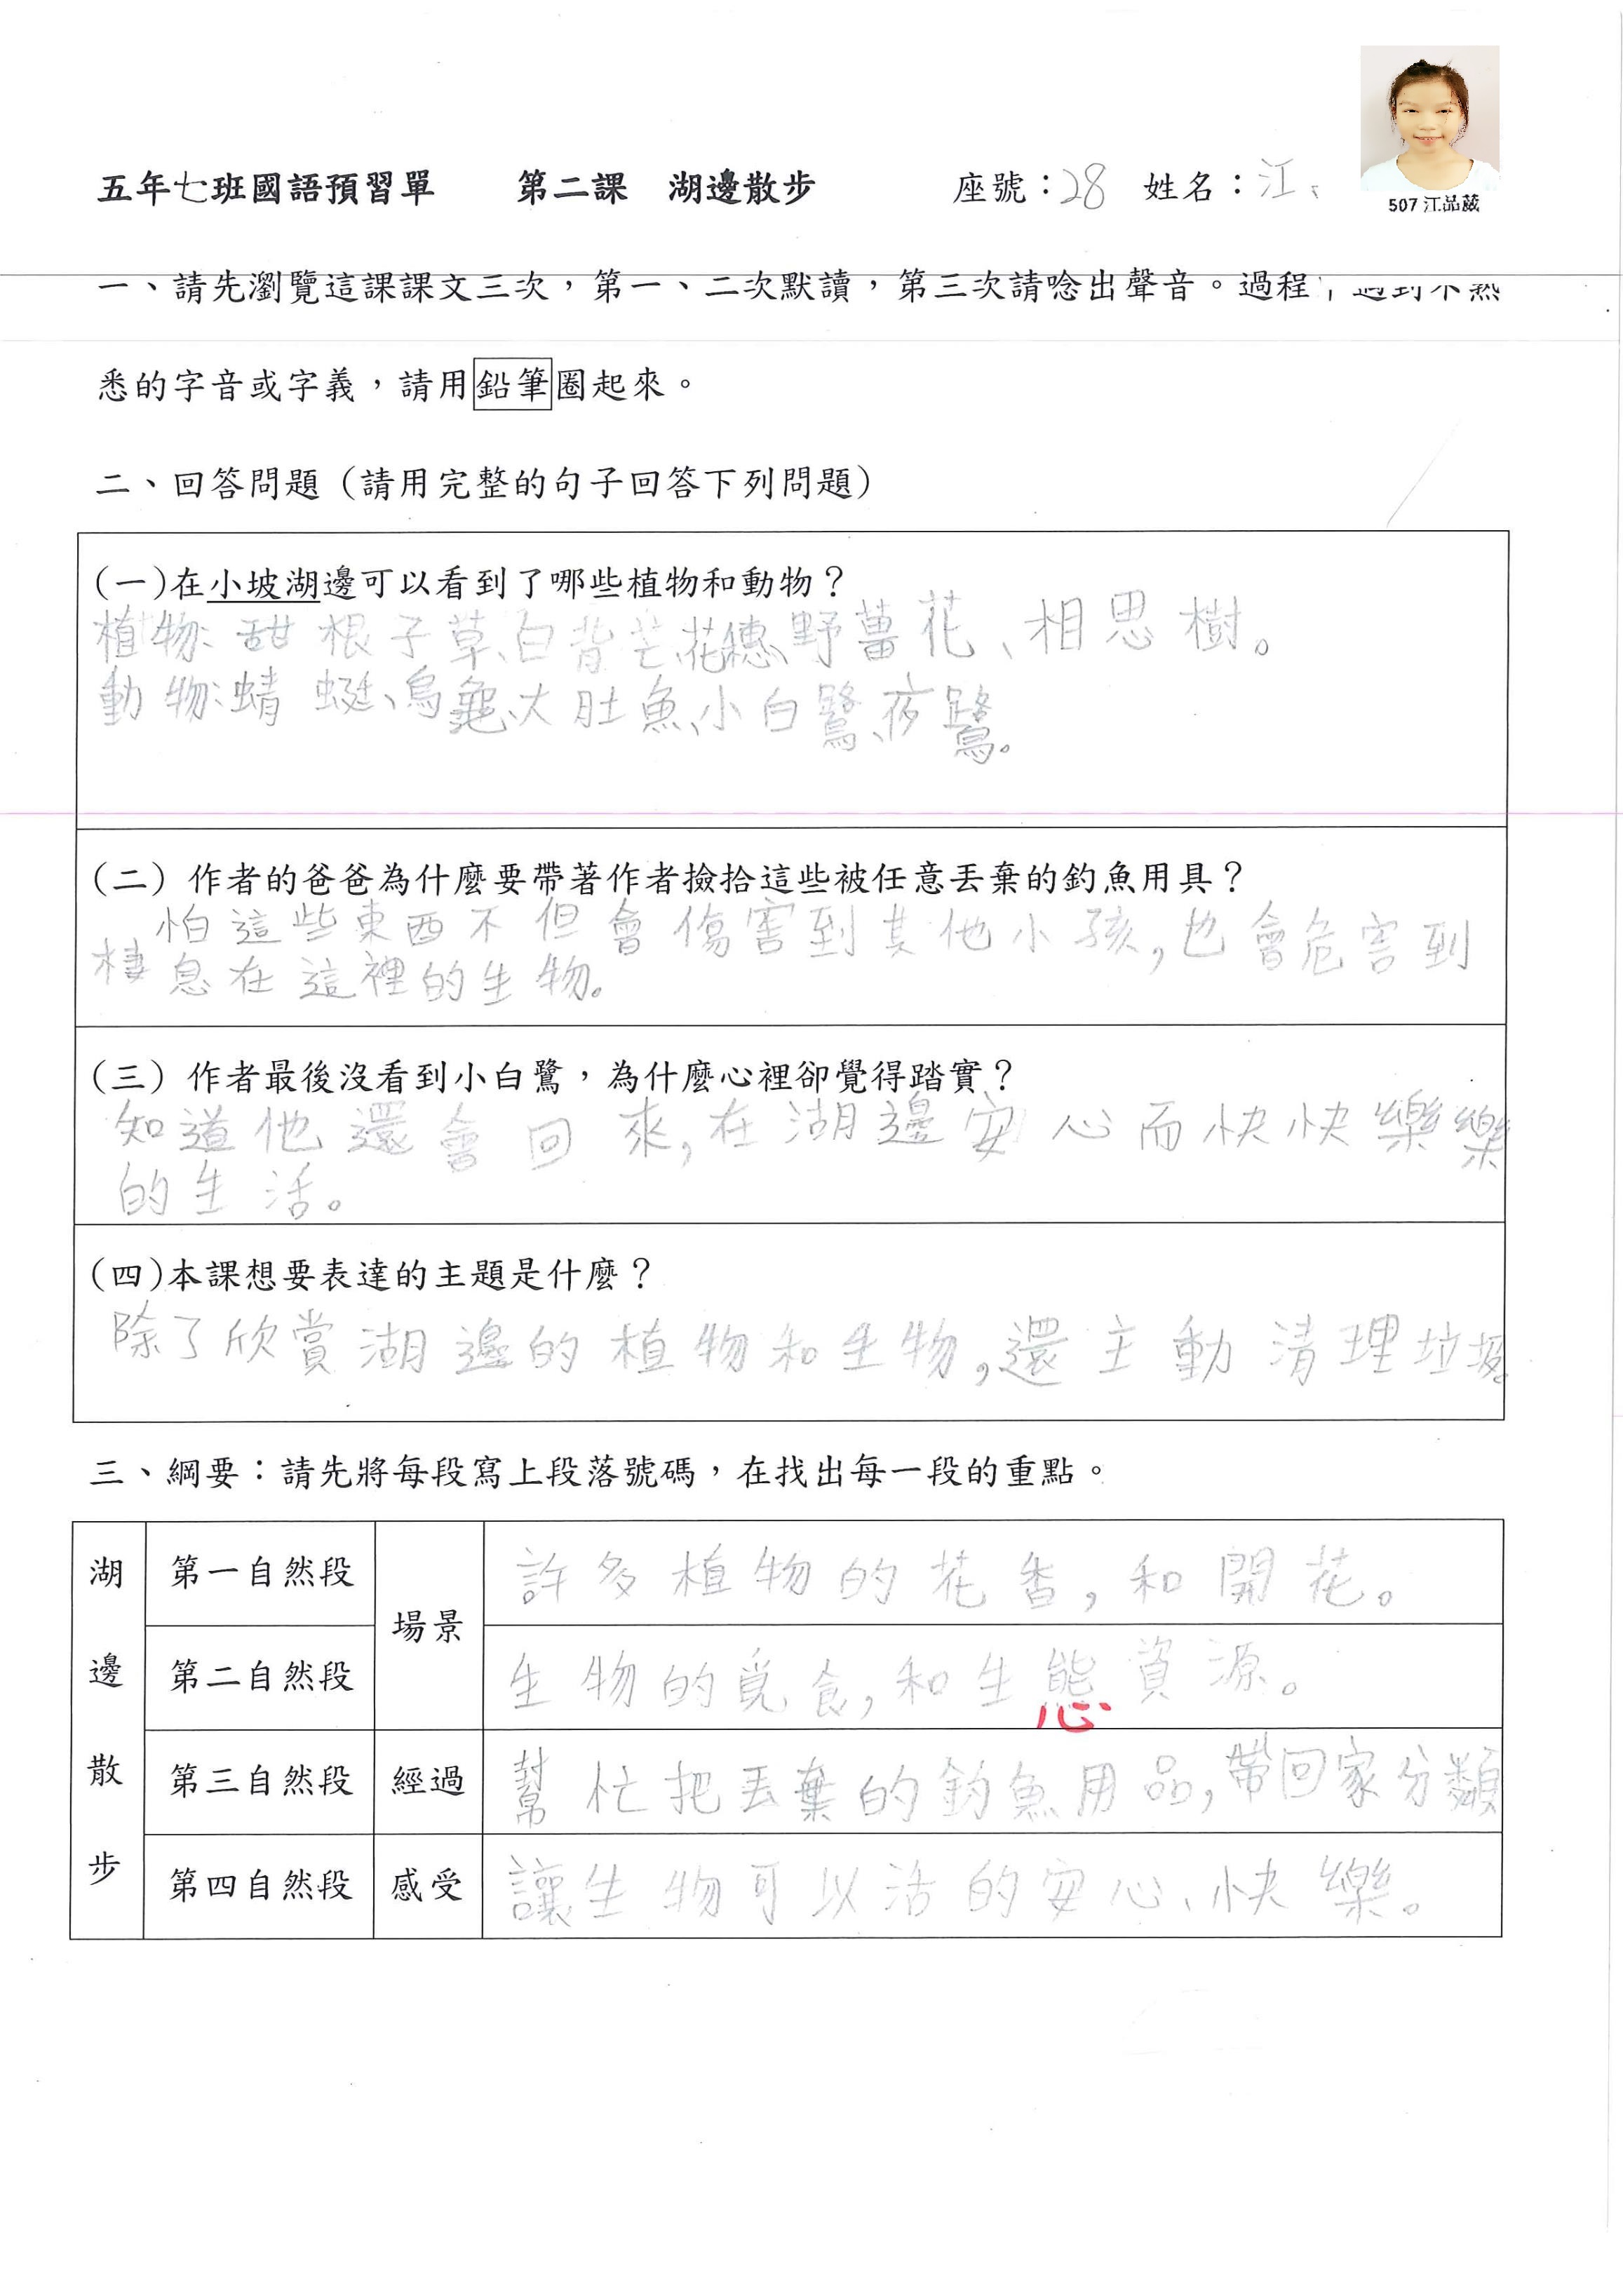 五年七班國語預習單 第二課 湖邊散步 座號：28 姓名：江
507 江品葳
一、請先瀏覽這課課文三次，第一、二次默讀，第三次請唸出聲音。過程
悉的字音或字義，請用鉛筆圈起來。
二、回答問題（請用完整的句子回答下列問題）
(一)在小坡湖邊可以看到了哪些植物和動物？
植物：甜根子草、白背芒、花穗、野薑花、相思樹。
動物：蜻蜓、烏龜、大肚魚、小白鷺、夜鷺。
(二) 作者的爸爸為什麼要帶著作者撿拾這些被任意丟棄的釣魚用具？
怕這些東西不但會傷害到其他小孩，也會危害到
棲息在這裡的生物。
(三) 作者最後沒看到小白鷺，為什麼心裡卻覺得踏實？
知道他還會回來，在湖邊安心而快快樂樂
的生活。
(四)本課想要表達的主題是什麼？
除了欣賞湖邊的植物和生物，還主動清理垃圾。
三、綱要：請先將每段寫上段落號碼，在找出每一段的重點。
湖邊散步
第一自然段 場景 許多植物的花香，和開花。
第二自然段 生物的覓食，和生態資源。
心
第三自然段 經過 幫忙把丟棄的釣魚用品，帶回家分類
第四自然段 感受 讓生物可以活的安心、快樂。